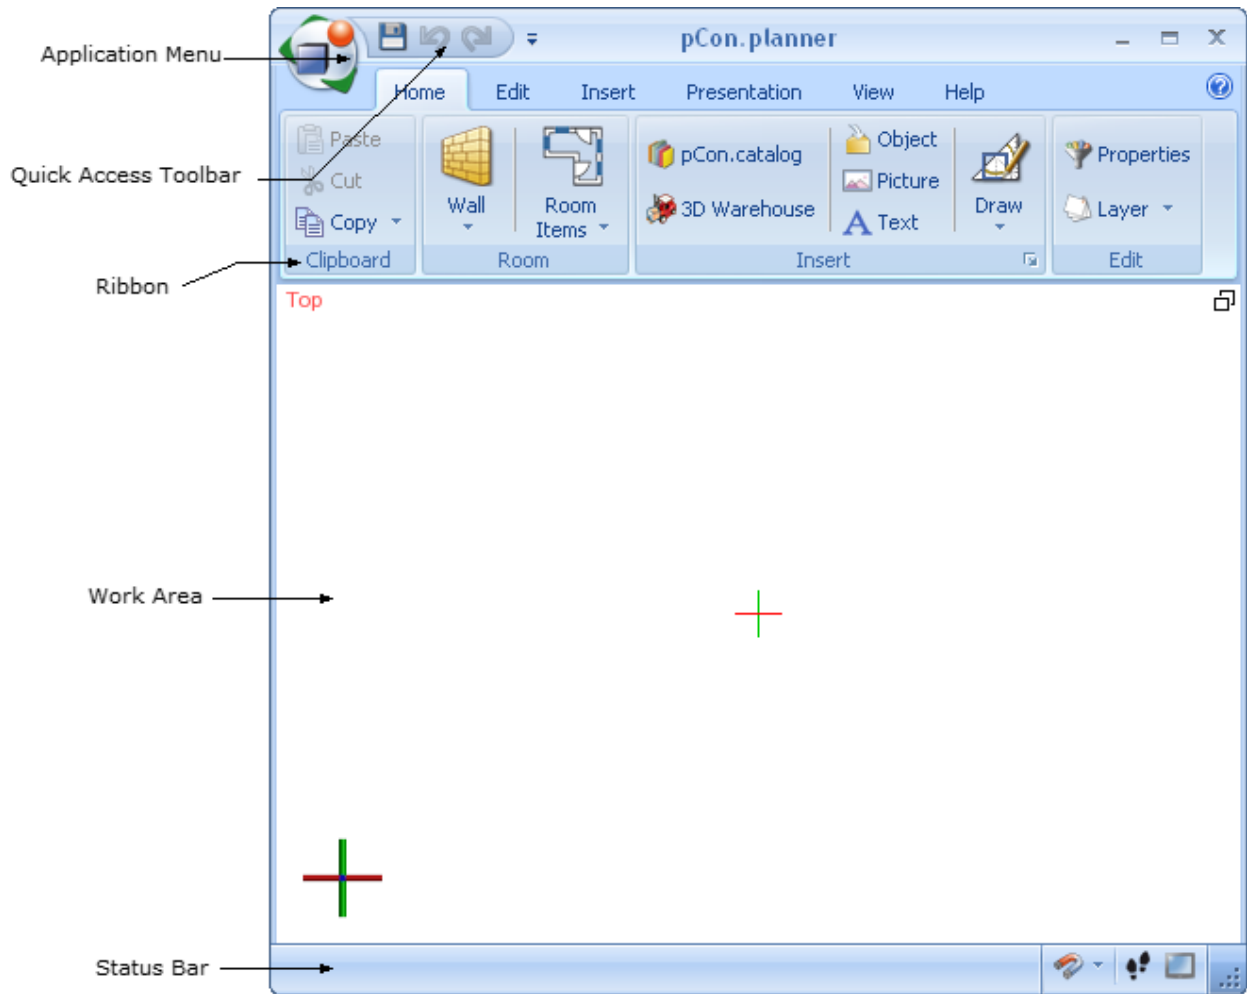 pCon.planner
Application Menu
Home Edit Insert Presentation View Help
Paste
Cut
Copy
Wall
Room
Items
pCon.catalog
3D Warehouse
Object
Picture
Text
Draw
Properties
Layer
Quick Access Toolbar
Clipboard Room Insert Edit
Ribbon
Top
Work Area
Status Bar